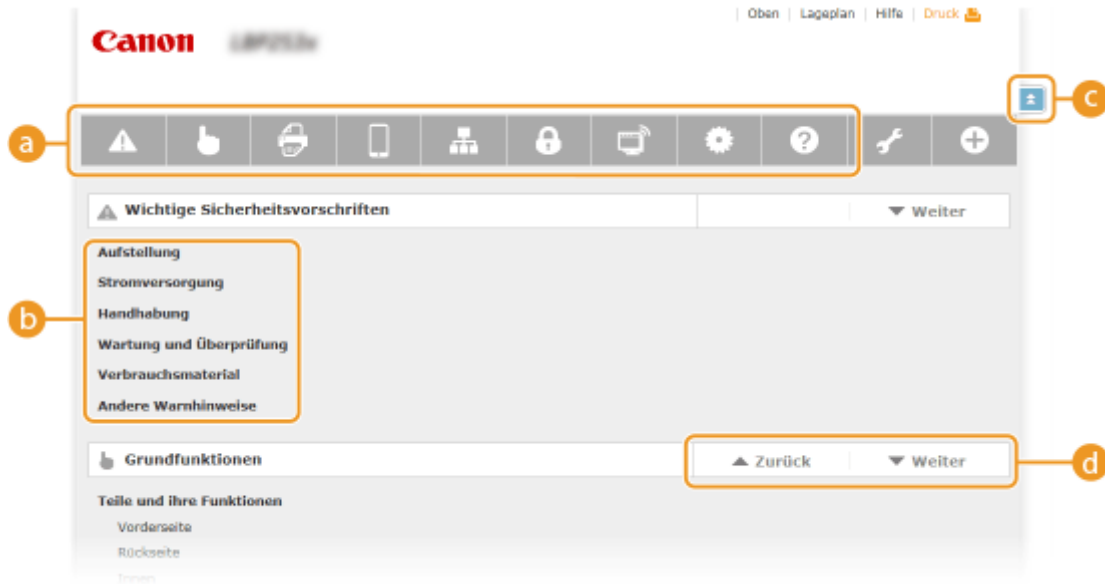 Oben | Lageplan | Hilfe | Druck
Canon
c
a
Wichtige Sicherheitsvorschriften
Weiter
Aufstellung
Stromversorgung
b
Handhabung
Wartung und Überprüfung
Verbrauchsmaterial
Andere Warnhinweise
Grundfunktionen
Zurück
Weiter
d
Teile und ihre Funktionen
Vorderseite
Rückseite
Innen